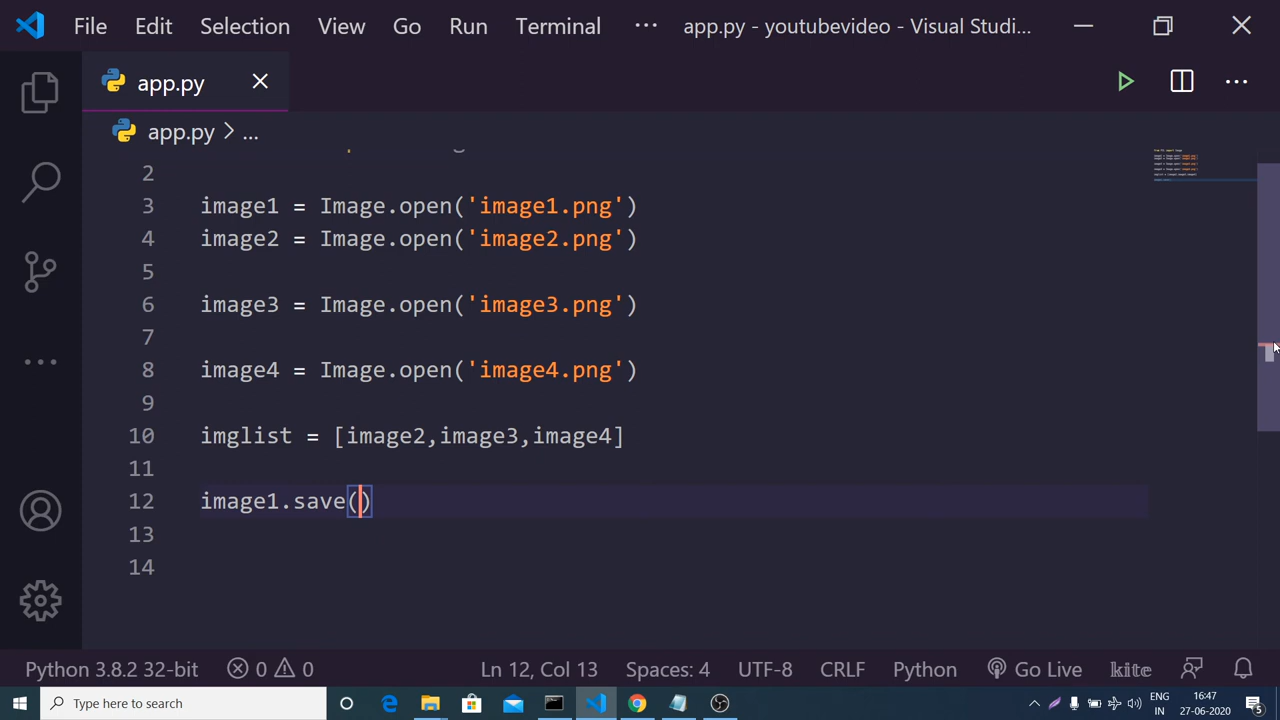 File Edit Selection View Go Run Terminal ··· app.py - youtubevideo - Visual Studi...
app.py
app.py > ...
2
3 image1 = Image.open('image1.png')
4 image2 = Image.open('image2.png')
5
6 image3 = Image.open('image3.png')
7
8 image4 = Image.open('image4.png')
9
10 imglist = [image2,image3,image4]
11
12 image1.save()
13
14
Python 3.8.2 32-bit 0 0 Ln 12, Col 13 Spaces: 4 UTF-8 CRLF Python Go Live kite
Type here to search ENG IN 16:47 27-06-2020 5